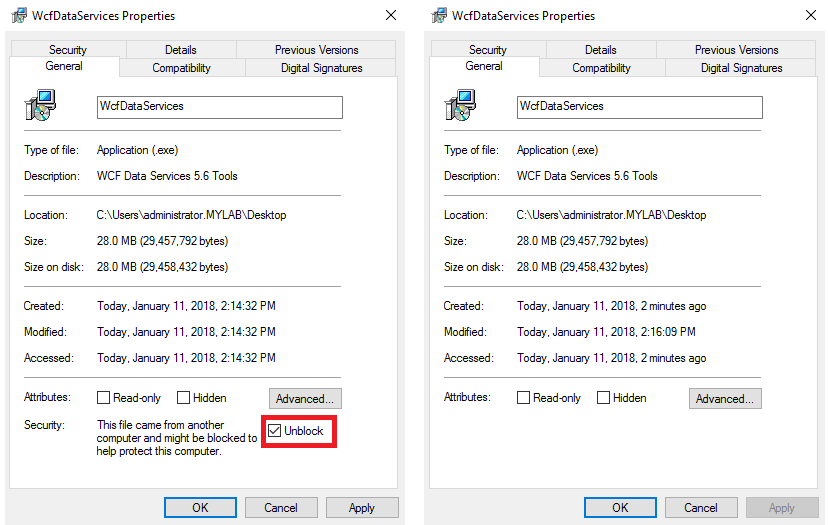 WcfDataServices Properties
Security Details Previous Versions
General Compatibility Digital Signatures
WcfDataServices
Type of file: Application (.exe)
Description: WCF Data Services 5.6 Tools
Location: C:\Users\administrator.MYLAB\Desktop
Size: 28.0 MB (29,457,792 bytes)
Size on disk: 28.0 MB (29,458,432 bytes)
Created: Today, January 11, 2018, 2:14:32 PM
Modified: Today, January 11, 2018, 2:14:32 PM
Accessed: Today, January 11, 2018, 2:14:32 PM
Attributes: Read-only Hidden Advanced...
Security: This file came from another
computer and might be blocked to
help protect this computer.
Unblock
OK Cancel Apply
WcfDataServices Properties
Security Details Previous Versions
General Compatibility Digital Signatures
WcfDataServices
Type of file: Application (.exe)
Description: WCF Data Services 5.6 Tools
Location: C:\Users\administrator.MYLAB\Desktop
Size: 28.0 MB (29,457,792 bytes)
Size on disk: 28.0 MB (29,458,432 bytes)
Created: Today, January 11, 2018, 2 minutes ago
Modified: Today, January 11, 2018, 2:16:09 PM
Accessed: Today, January 11, 2018, 2 minutes ago
Attributes: Read-only Hidden Advanced...
OK Cancel Apply